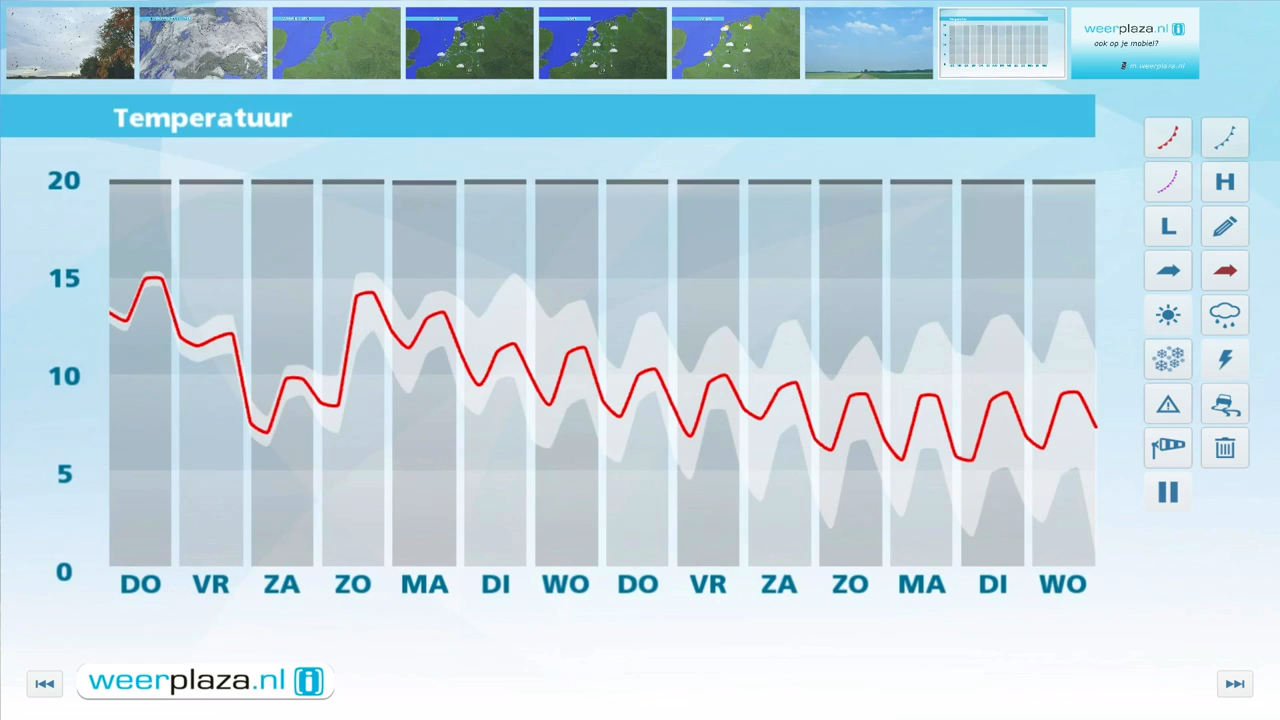 weerplaza.nl
ook op je mobiel?
m.weerplaza.nl
Temperatuur
20
15
10
5
0
DO VR ZA ZO MA DI WO DO VR ZA ZO MA DI WO
H
L
weerplaza.nl